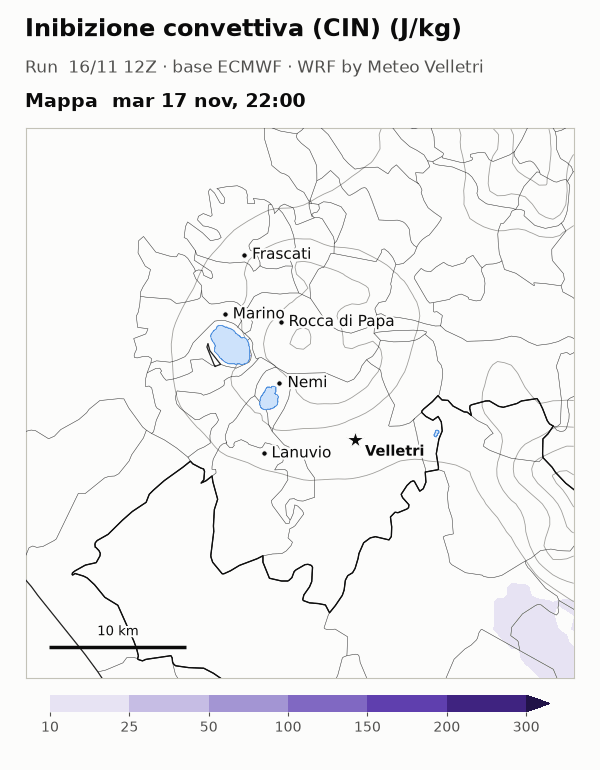 Inibizione convettiva (CIN) (J/kg)
Run  16/11 12Z · base ECMWF · WRF by Meteo Velletri
Mappa  mar 17 nov, 22:00
Frascati
Marino
Rocca di Papa
Nemi
Velletri
Lanuvio
10 km
10 25 50 100 150 200 300